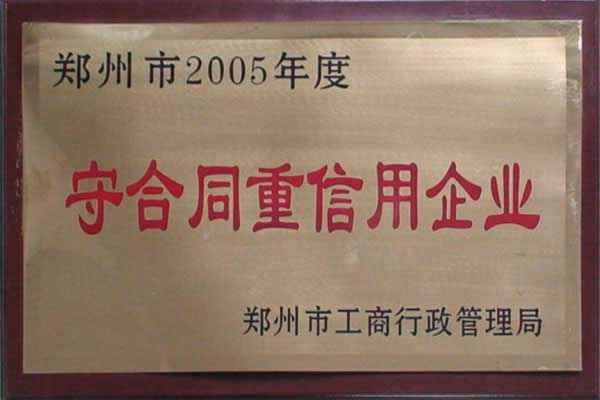 郑州市2005年度
守合同重信用企业
郑州市工商行政管理局